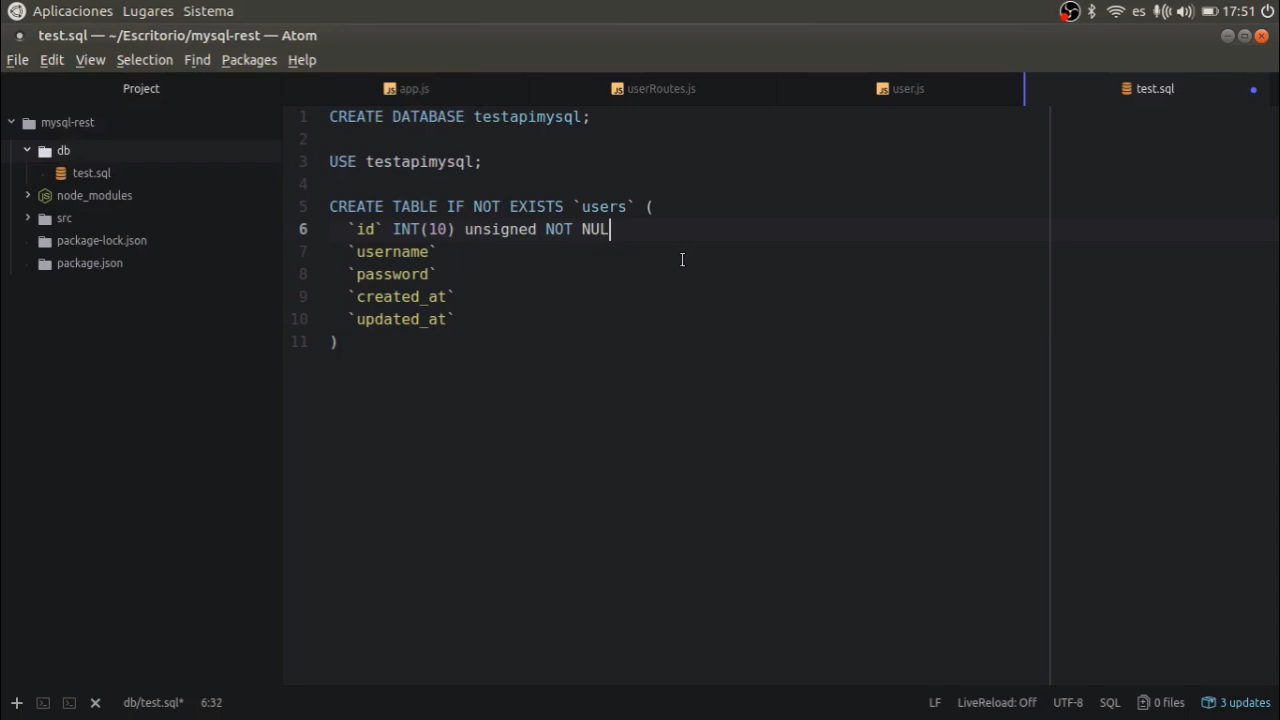 Aplicaciones Lugares Sistema es 17:51
test.sql — ~/Escritorio/mysql-rest — Atom
File Edit View Selection Find Packages Help
Project app.js userRoutes.js user.js test.sql
mysql-rest
db
test.sql
node_modules
src
package-lock.json
package.json
1 CREATE DATABASE testapimysql;
2
3 USE testapimysql;
4
5 CREATE TABLE IF NOT EXISTS `users` (
6 `id` INT(10) unsigned NOT NUL
7 `username`
8 `password`
9 `created_at`
10 `updated_at`
11 )
db/test.sql* 6:32 LF LiveReload: Off UTF-8 SQL 0 files 3 updates